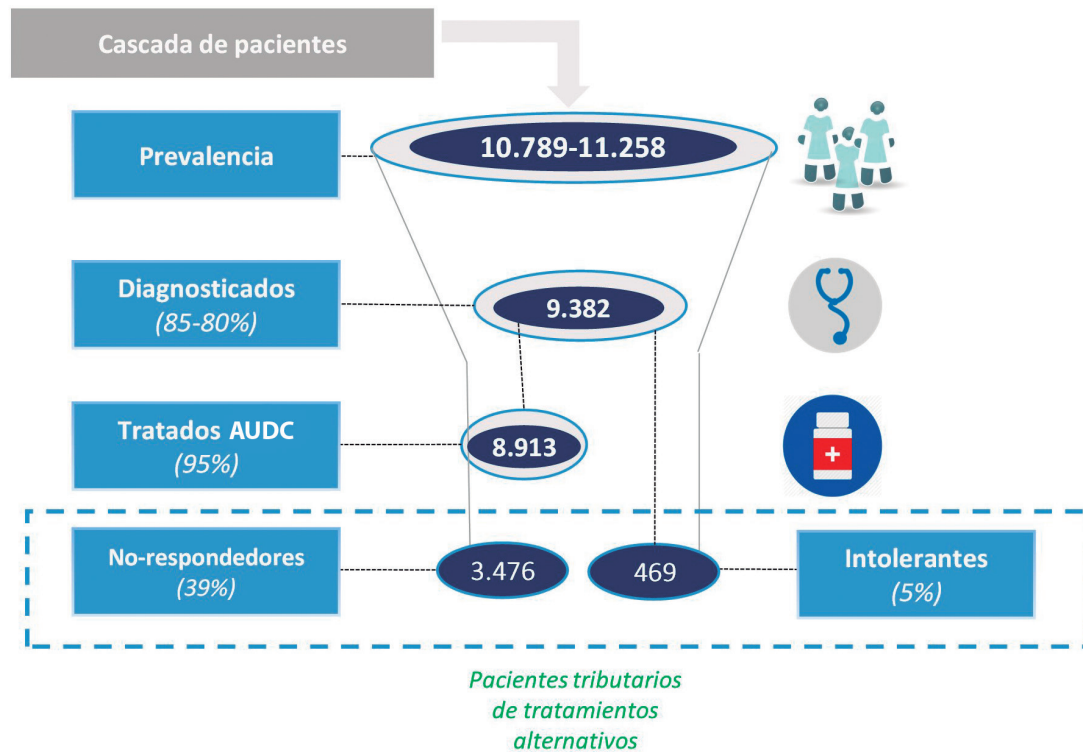 Cascada de pacientes
Prevalencia
10.789-11.258
Diagnosticados
(85-80%)
9.382
Tratados AUDC
(95%)
8.913
No-respondedores
(39%)
3.476
469
Intolerantes
(5%)
Pacientes tributarios
de tratamientos
alternativos